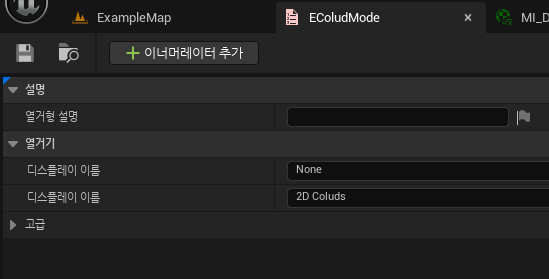 ExampleMap
EColudMode
MI_D
이너머레이터 추가
설명
열거형 설명
열거기
디스플레이 이름 None
디스플레이 이름 2D Coluds
고급